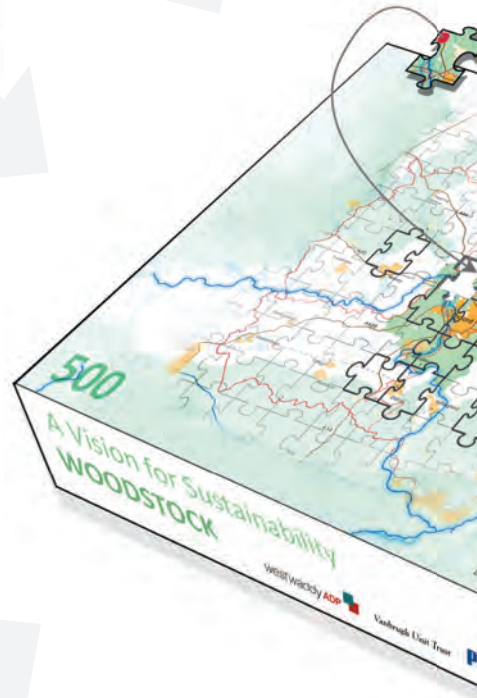 500
A Vision for Sustainability
WOODSTOCK
westwaddy ADP
Vanbrugh Unit Trust
P